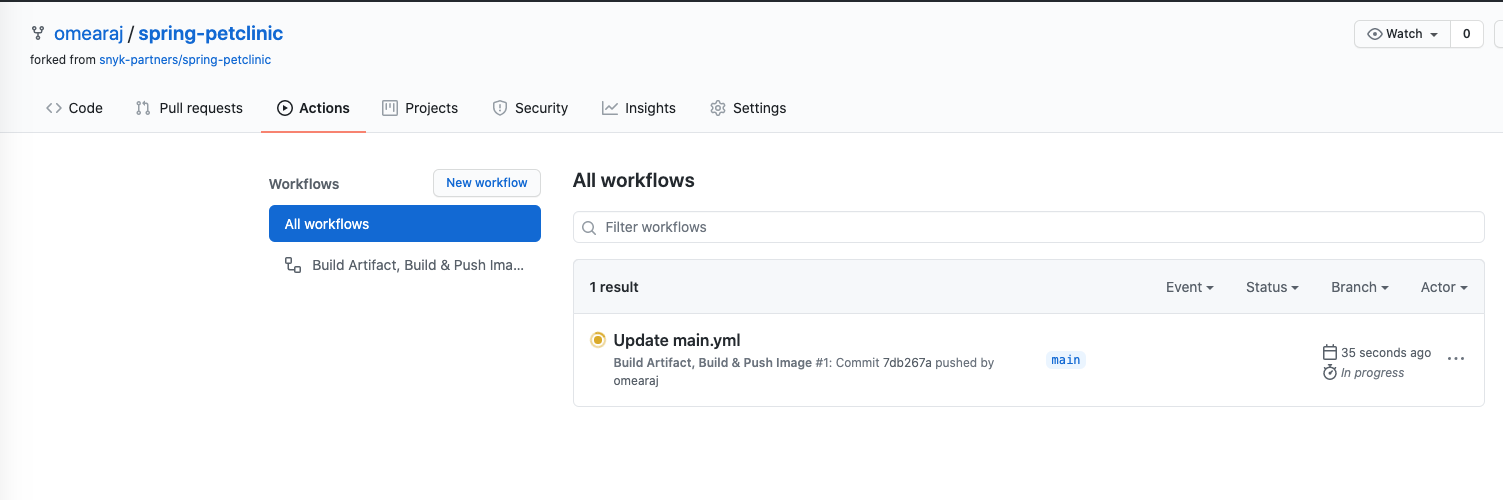 omearaj / spring-petclinic
Watch 0
forked from snyk-partners/spring-petclinic
Code Pull requests Actions Projects Security Insights Settings
Workflows
New workflow
All workflows
Build Artifact, Build & Push Ima...
All workflows
Filter workflows
1 result Event Status Branch Actor
Update main.yml
Build Artifact, Build & Push Image #1: Commit 7db267a pushed by
omearaj
main
35 seconds ago
In progress